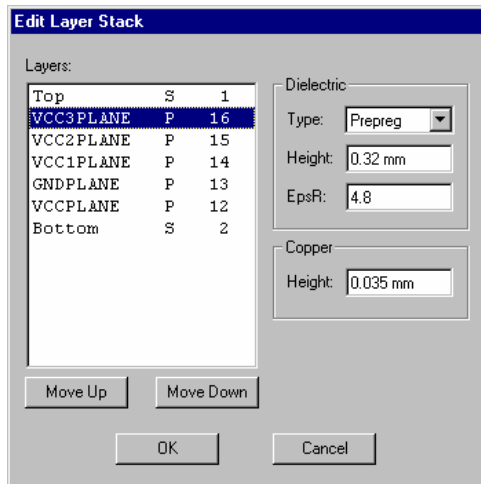 Edit Layer Stack
Layers:
Top S 1
VCC3PLANE P 16
VCC2PLANE P 15
VCC1PLANE P 14
GNDPLANE P 13
VCCPLANE P 12
Bottom S 2
Dielectric
Type: Prepreg
Height: 0.32 mm
EpsR: 4.8
Copper
Height: 0.035 mm
Move Up Move Down
OK Cancel